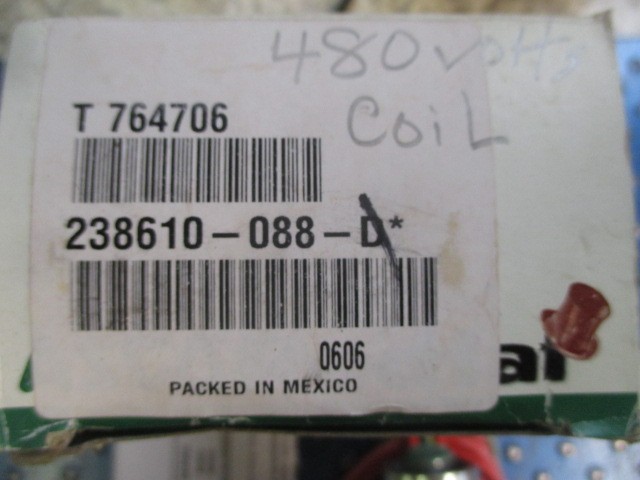 480 volts
Coil
T 764706
238610-088-D*
0606
PACKED IN MEXICO